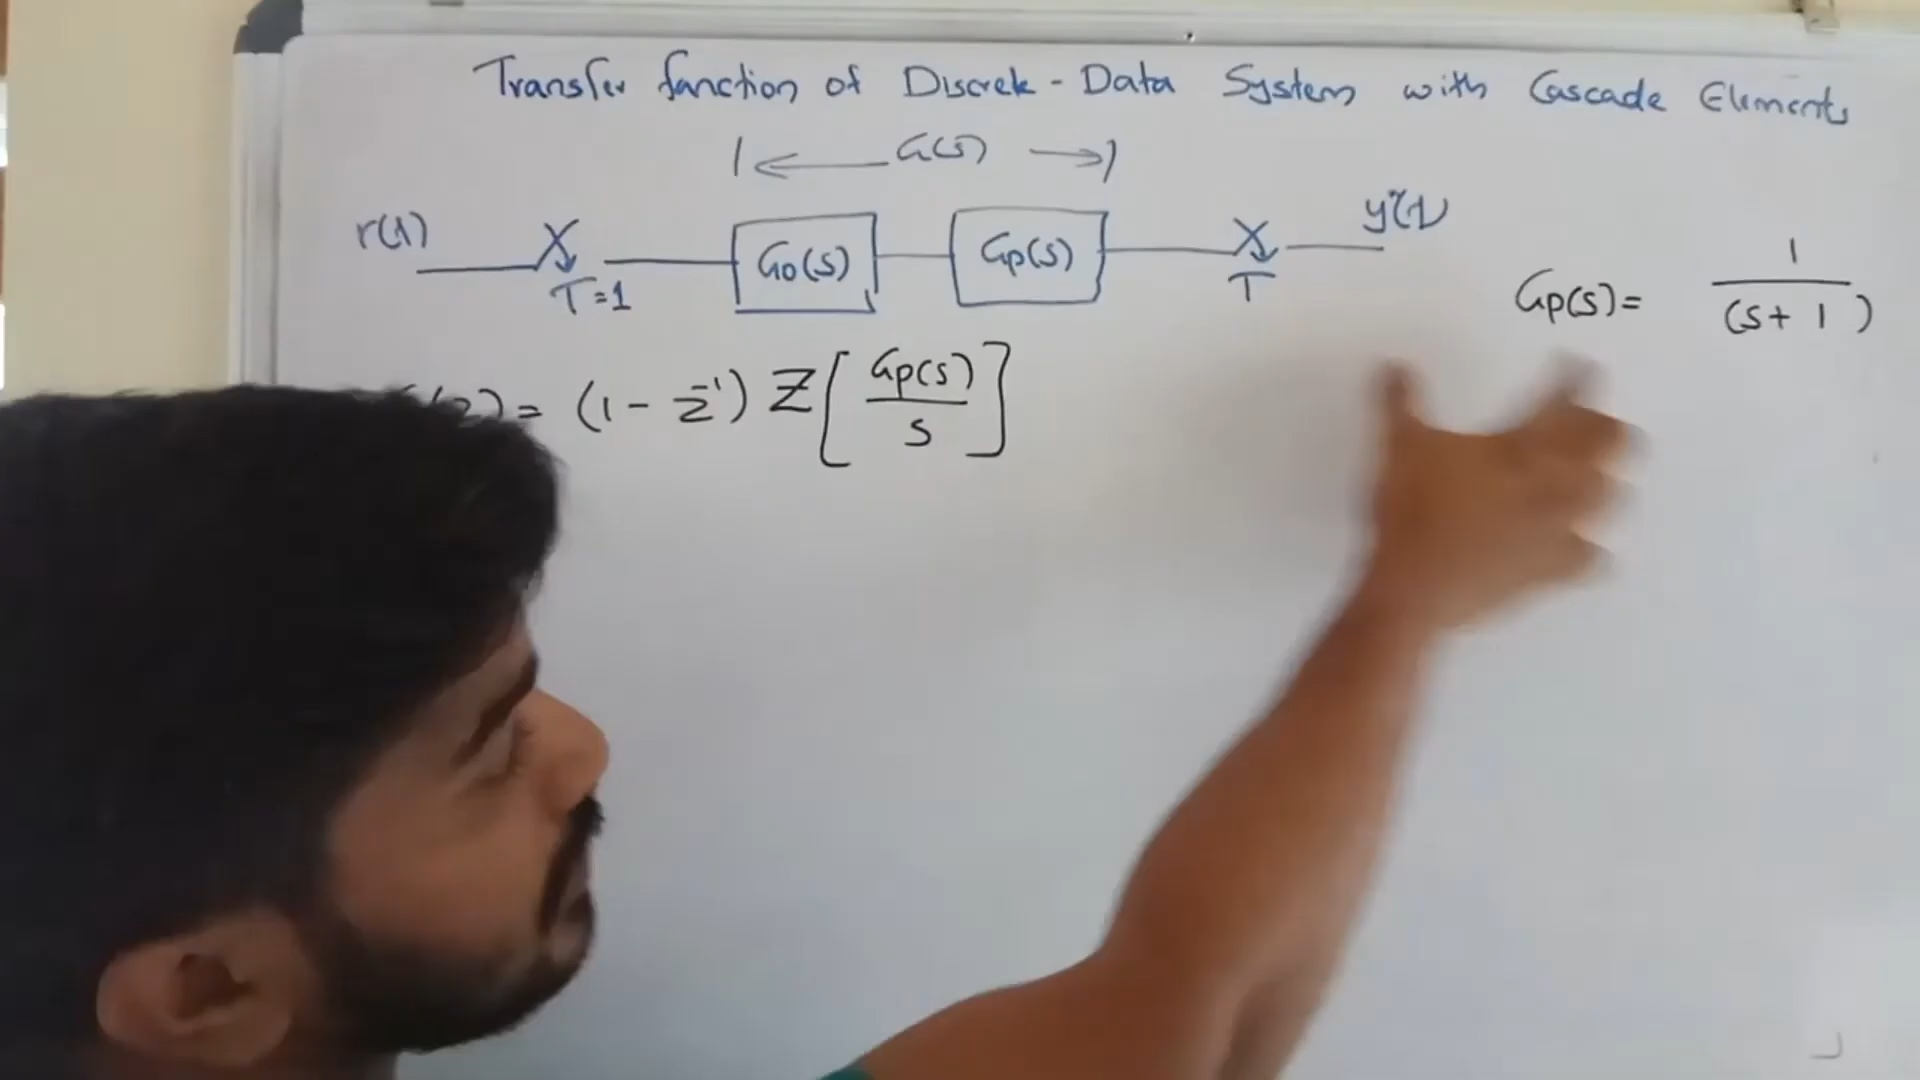 Transfer function of Discrete - Data System with Cascade Elements
G(s)
r(t) G0(s) Gp(s) y*(t)
T=1 T
Gp(s) = 1 / (s+1)
(z) = (1 - z⁻¹) Z[Gp(s) / s]